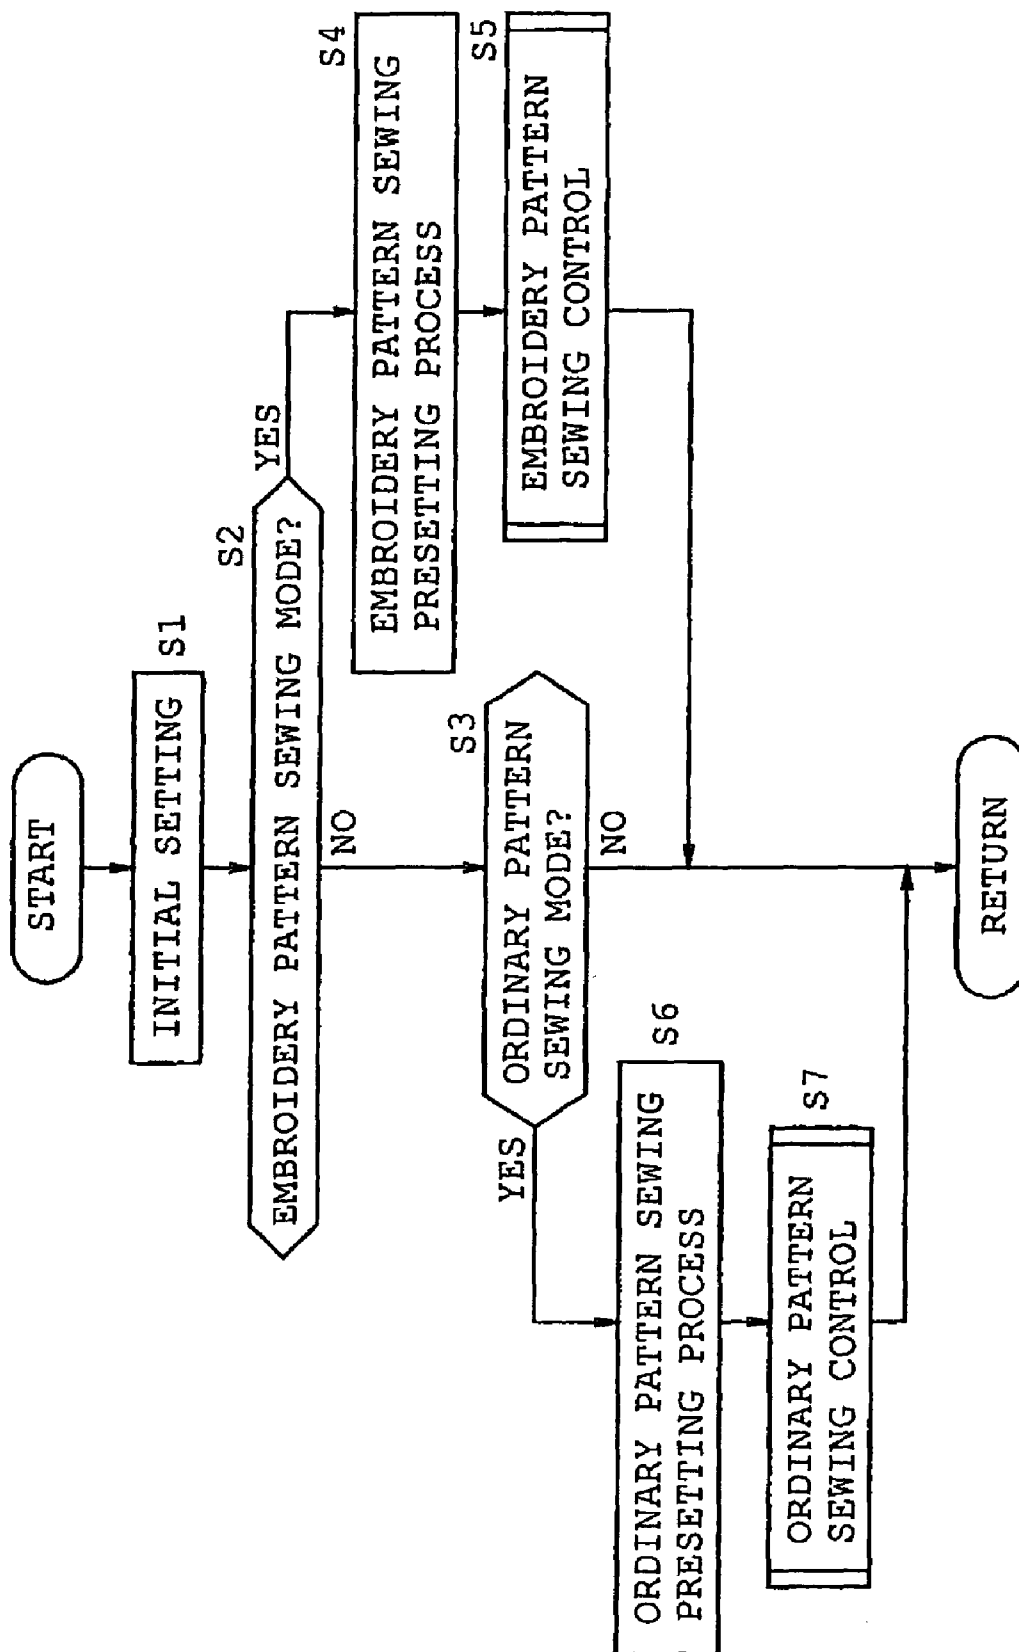 START
INITIAL SETTING
S1
EMBROIDERY PATTERN SEWING MODE?
S2
YES
NO
EMBROIDERY PATTERN SEWING
PRESETTING PROCESS
S4
EMBROIDERY PATTERN
SEWING CONTROL
S5
ORDINARY PATTERN
SEWING MODE?
S3
YES
NO
ORDINARY PATTERN SEWING
PRESETTING PROCESS
S6
ORDINARY PATTERN
SEWING CONTROL
S7
RETURN